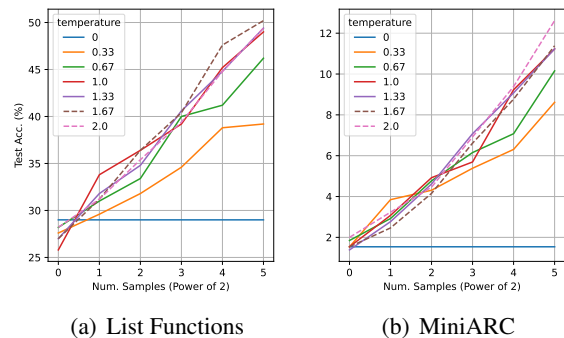 temperature
0
0.33
0.67
1.0
1.33
1.67
2.0
50
45
40
35
30
25
Test Acc. (%)
0 1 2 3 4 5
Num. Samples (Power of 2)
(a) List Functions
temperature
0
0.33
0.67
1.0
1.33
1.67
2.0
12
10
8
6
4
2
0 1 2 3 4 5
Num. Samples (Power of 2)
(b) MiniARC